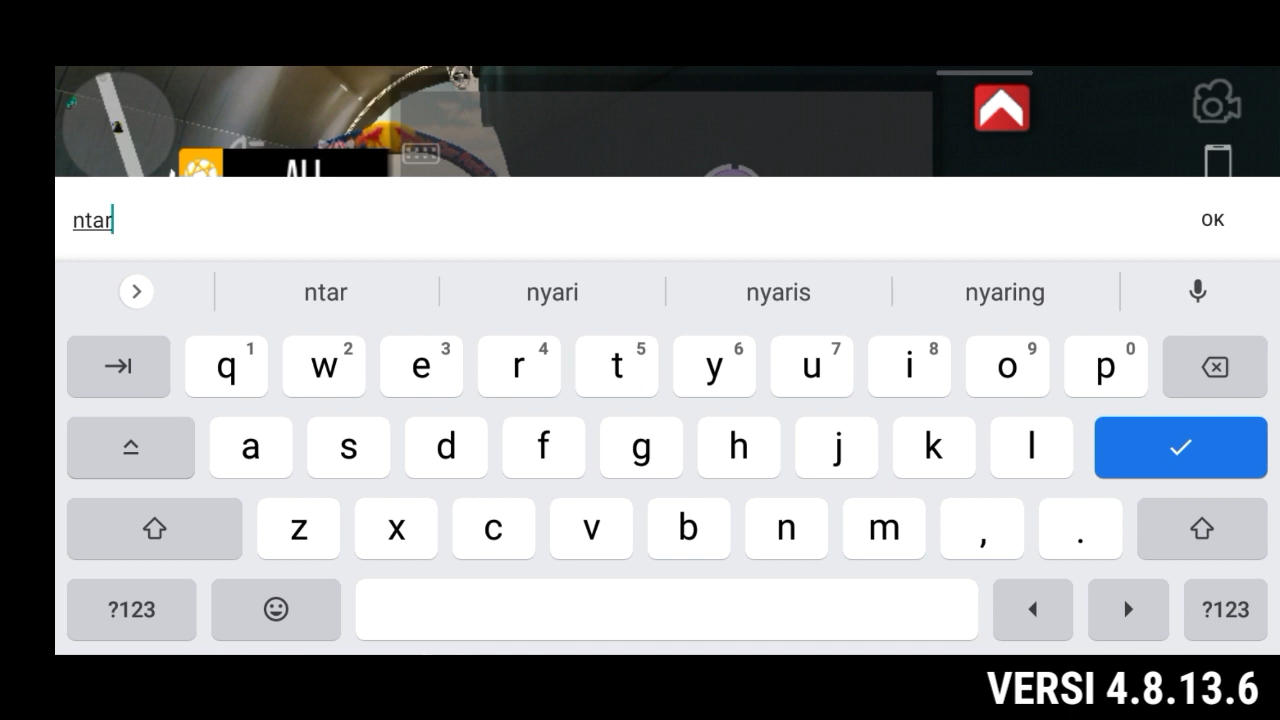 ALL
ntar
OK
ntar nyari nyaris nyaring
q 1 w 2 e 3 r 4 t 5 y 6 u 7 i 8 o 9 p 0
a s d f g h j k l
z x c v b n m , .
?123 ?123
VERSI 4.8.13.6